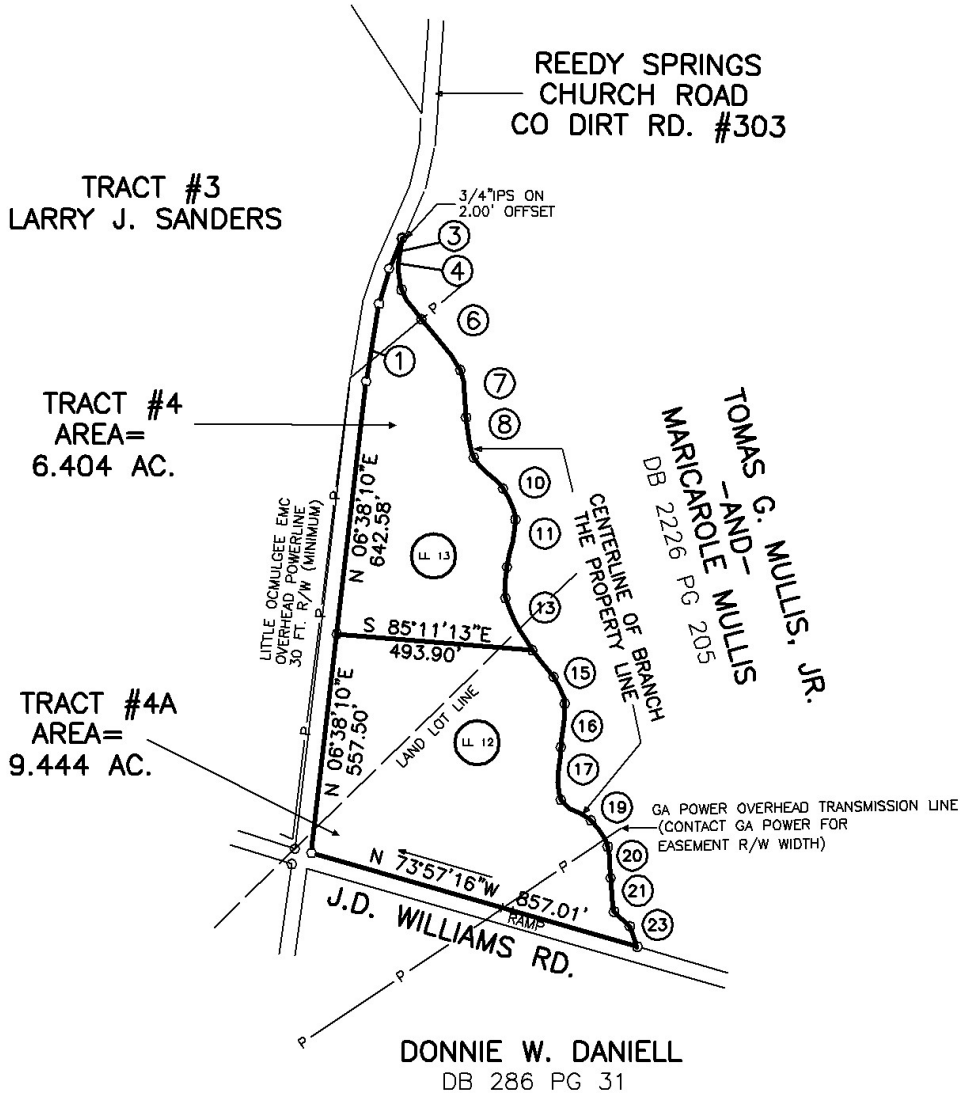 REEDY SPRINGS
CHURCH ROAD
CO DIRT RD. #303
TRACT #3
LARRY J. SANDERS
3/4"IPS ON
2.00' OFFSET
3
4
P
6
1
7
TRACT #4
AREA=
6.404 AC.
8
TOMAS G. MULLIS, JR.
-AND-
MARICAROLE MULLIS
DB 2226 PG 205
10
11
P
N 06°38'10"E
642.58'
LITTLE OCMULGEE EMC
OVERHEAD POWERLINE
30 FT. R/W (MINIMUM)
LL 13
CENTERLINE OF BRANCH
THE PROPERTY LINE
13
P
S 85°11'13"E
493.90'
15
TRACT #4A
AREA=
9.444 AC.
P
N 06°38'10"E
557.50'
LAND LOT LINE
LL 12
16
17
19
GA POWER OVERHEAD TRANSMISSION LINE
(CONTACT GA POWER FOR
EASEMENT R/W WIDTH)
20
P
21
N 73°57'16"W 857.01'
RAMP
23
J.D. WILLIAMS RD.
P
P
DONNIE W. DANIELL
DB 286 PG 31